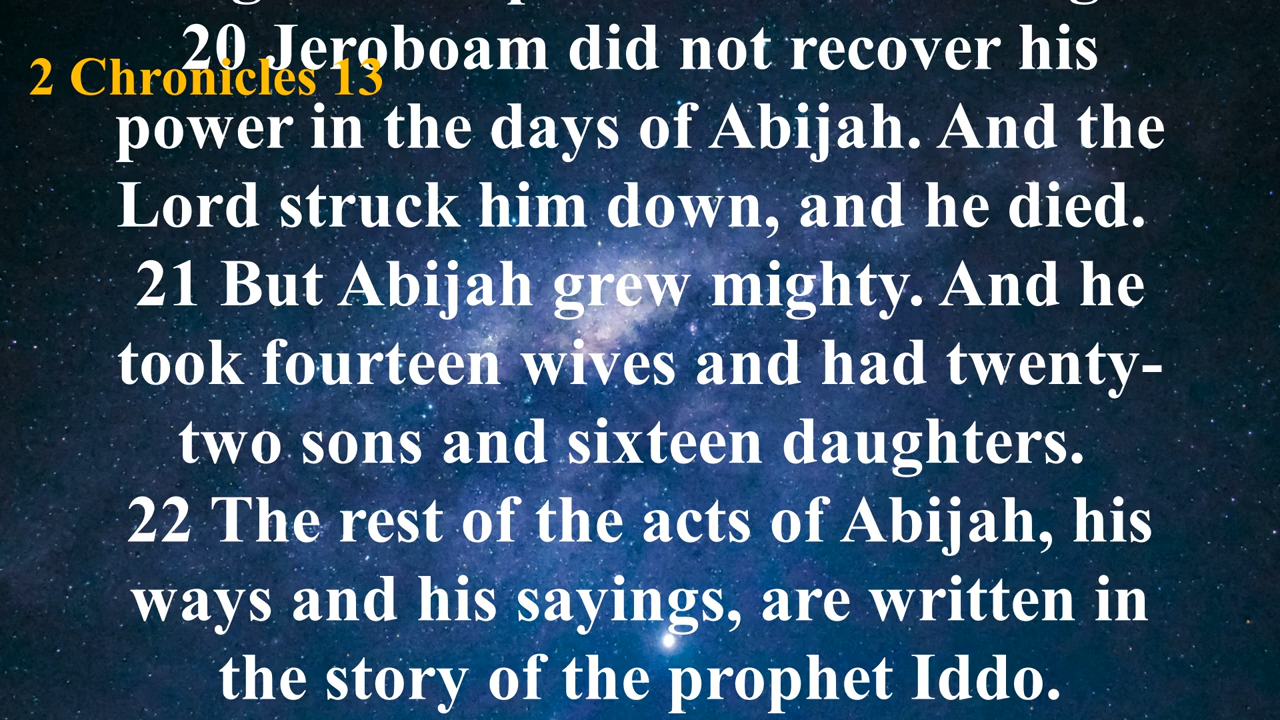 20 Jeroboam did not recover his
2 Chronicles 13
power in the days of Abijah. And the
Lord struck him down, and he died.
21 But Abijah grew mighty. And he
took fourteen wives and had twenty-
two sons and sixteen daughters.
22 The rest of the acts of Abijah, his
ways and his sayings, are written in
the story of the prophet Iddo.